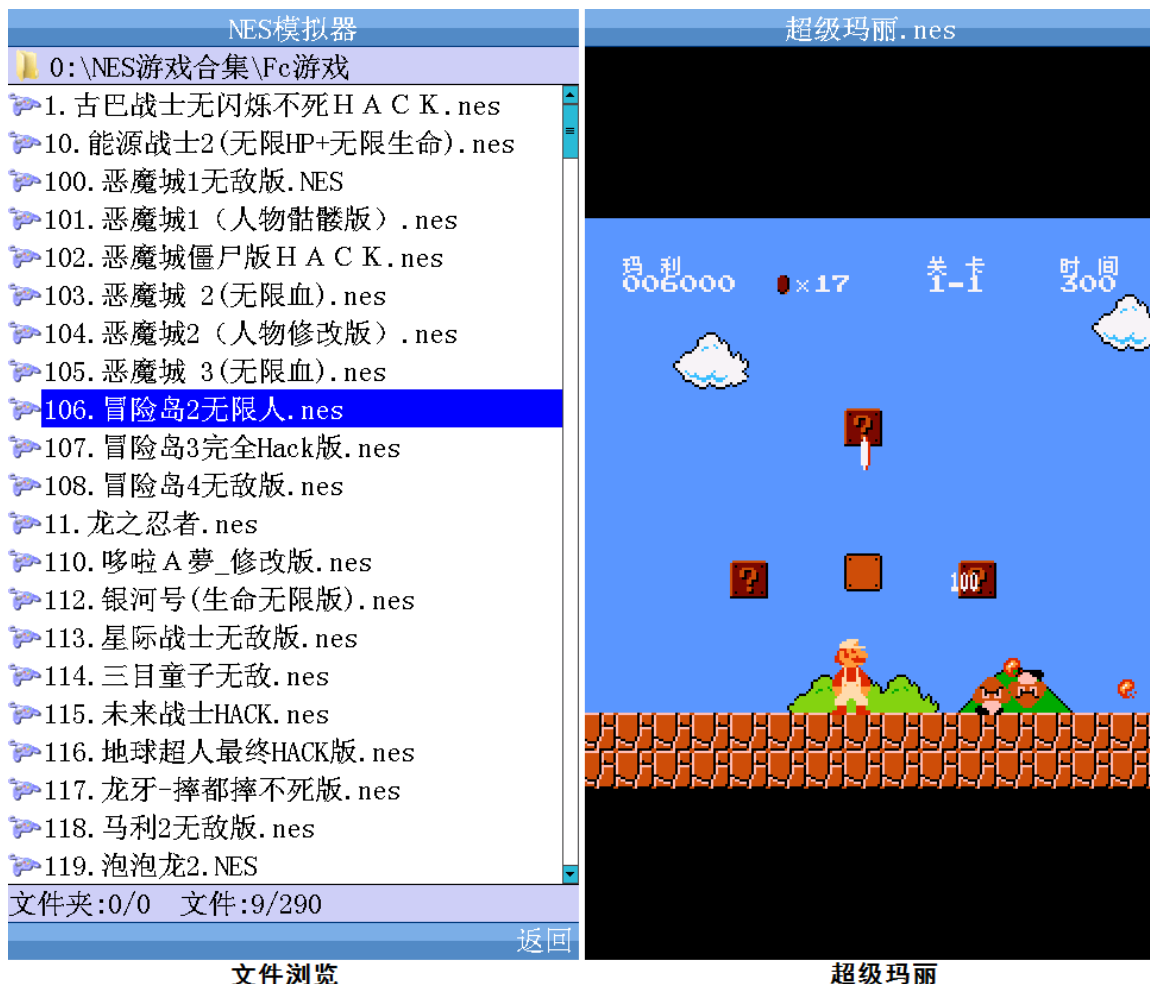 NES模拟器
0:\NES游戏合集\Fc游戏
1.古巴战士无闪烁不死ＨＡＣＫ.nes
10.能源战士2(无限HP+无限生命).nes
100.恶魔城1无敌版.NES
101.恶魔城1（人物骷髅版）.nes
102.恶魔城僵尸版ＨＡＣＫ.nes
103.恶魔城 2(无限血).nes
104.恶魔城2（人物修改版）.nes
105.恶魔城 3(无限血).nes
106.冒险岛2无限人.nes
107.冒险岛3完全Hack版.nes
108.冒险岛4无敌版.nes
11.龙之忍者.nes
110.哆啦Ａ夢_修改版.nes
112.银河号(生命无限版).nes
113.星际战士无敌版.nes
114.三目童子无敌.nes
115.未来战士HACK.nes
116.地球超人最终HACK版.nes
117.龙牙-摔都摔不死版.nes
118.马利2无敌版.nes
119.泡泡龙2.NES
文件夹:0/0 文件:9/290
返回
文件浏览
超级玛丽.nes
玛利 关卡 时间
006000 ×17 1-1 300
?
? ?
100
超级玛丽